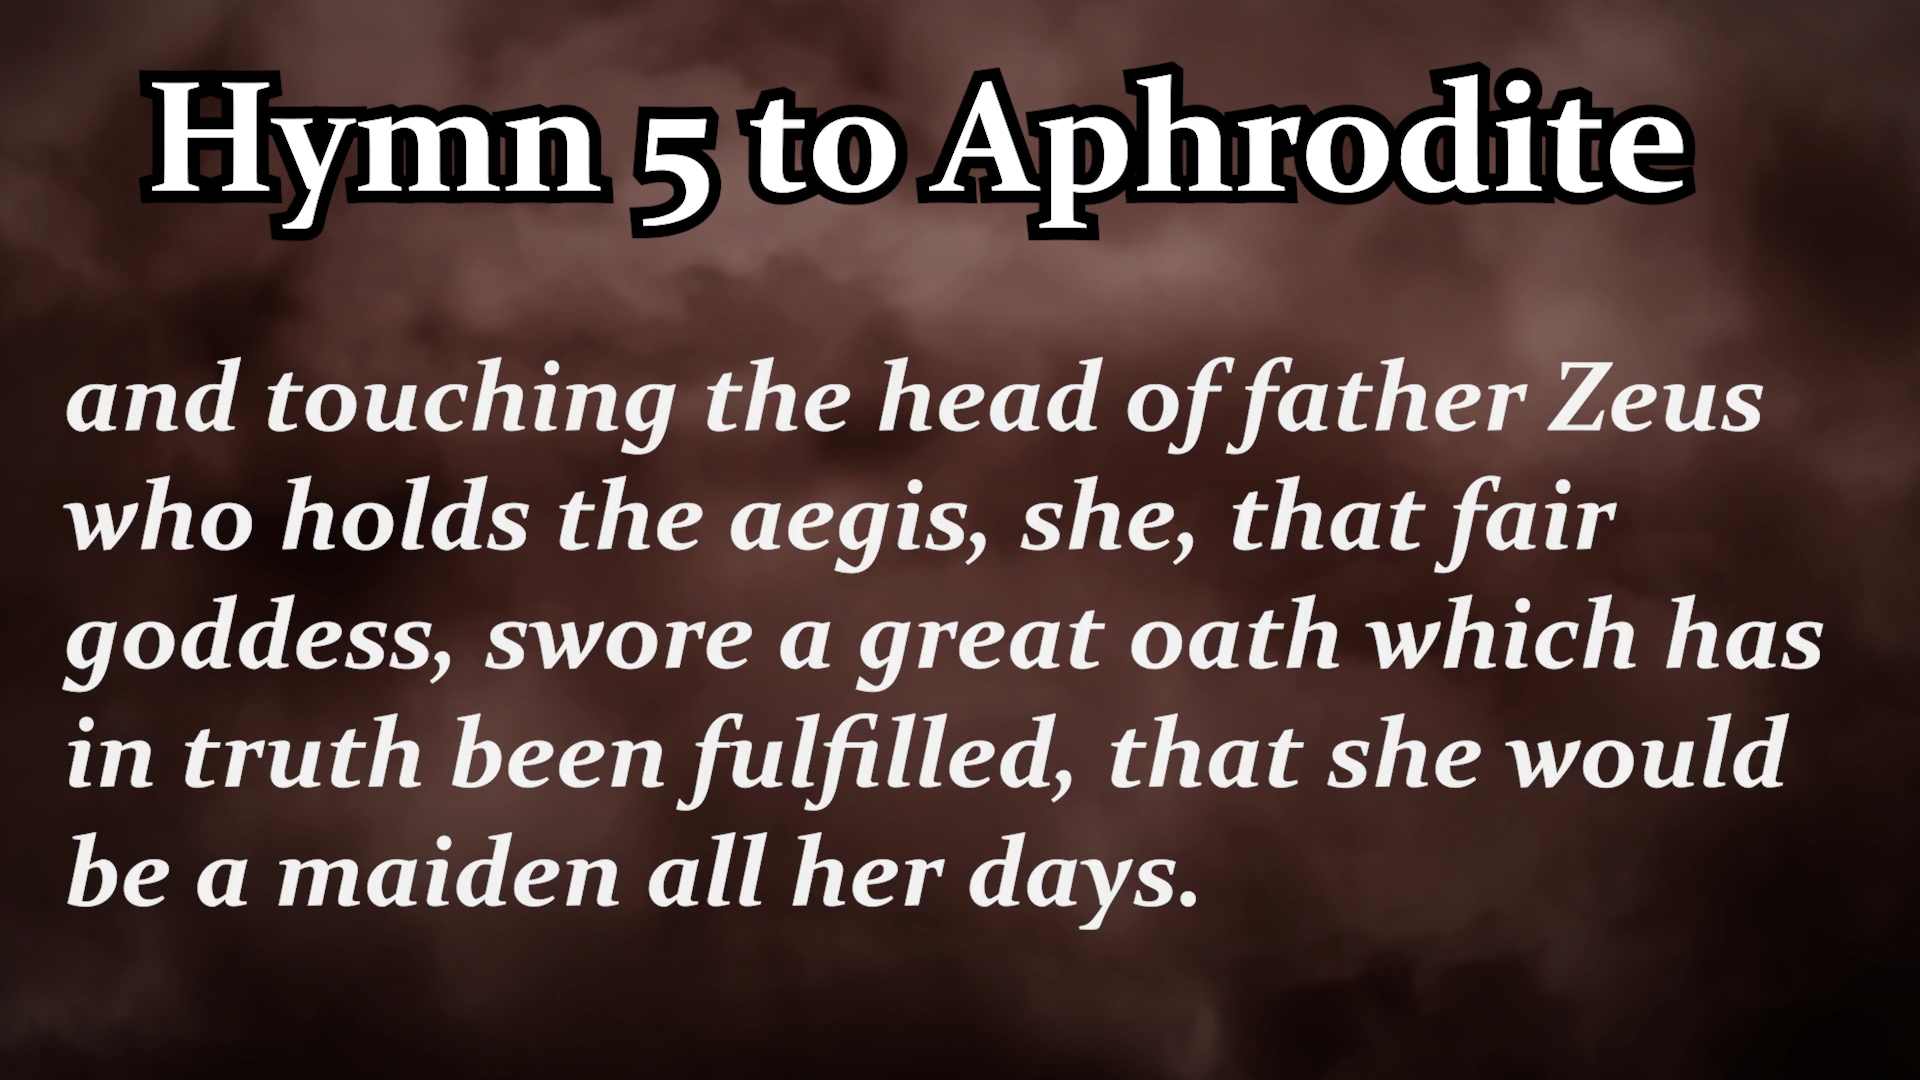 Hymn 5 to Aphrodite
and touching the head of father Zeus
who holds the aegis, she, that fair
goddess, swore a great oath which has
in truth been fulfilled, that she would
be a maiden all her days.